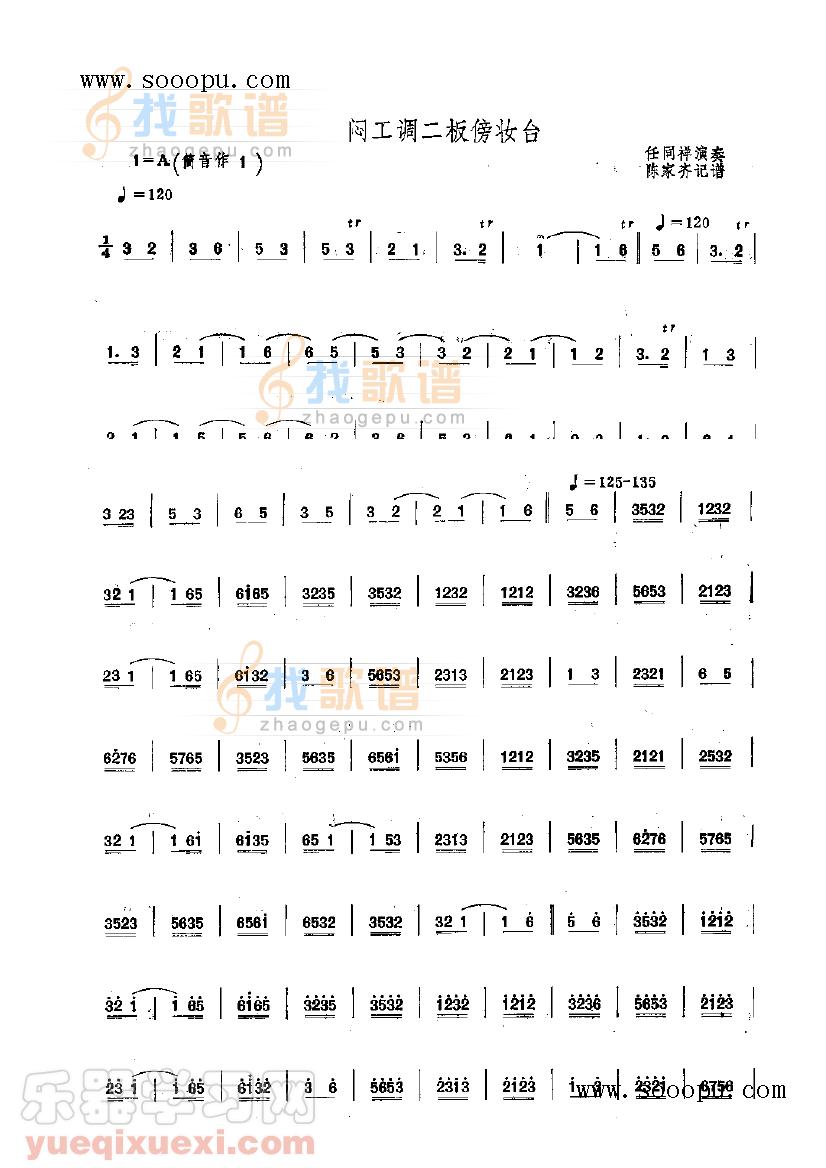 www.sooopu.com
找歌谱
闷工调二板傍妆台
1=A(筒音作 1)
任同祥演奏
陈家齐记谱
♩=120
♩=120
1/4 3 2 | 3 6 | 5 3 | 5 3 | 2 1 | 3. 2 | 1 | 1 6 ‖ 5 6 | 3. 2 |
1. 3 | 2 1 | 1 6 | 6 5 | 5 3 | 3 2 | 2 1 | 1 2 | 3. 2 | 1 3
找歌谱
zhaogepu.com
♩=125-135
3 23 | 5 3 | 6 5 | 3 5 | 3 2 | 2 1 | 1 6 ‖ 5 6 | 3532 | 1232 |
32 1 | 1 65 | 6165 | 3235 | 3532 | 1232 | 1212 | 3236 | 5653 | 2123 |
23 1 | 1 65 | 6132 | 3 6 | 5653 | 2313 | 2123 | 1 3 | 2321 | 6 5 |
找歌谱
zhaogepu.com
6276 | 5765 | 3523 | 5635 | 6561 | 5356 | 1212 | 3235 | 2121 | 2532 |
32 1 | 1 61 | 6135 | 65 1 | 1 53 | 2313 | 2123 | 5635 | 6276 | 5765 |
3523 | 5635 | 6561 | 6532 | 3532 | 32 1 | 1 6 ‖ 5 6 | 3532 | 1212 |
32 1 | 1 65 | 6165 | 3235 | 3532 | 1232 | 1212 | 3236 | 5653 | 2123 |
23 1 | 1 65 | 6132 | 3 6 | 5653 | 2313 | 2123 | 1 3 | 2321 | 6756 |
乐器学习网
www.sooopu.com
yueqixuexi.com